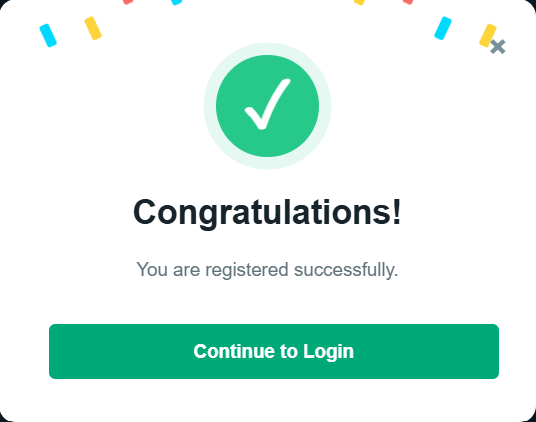 Congratulations!
You are registered successfully.
Continue to Login